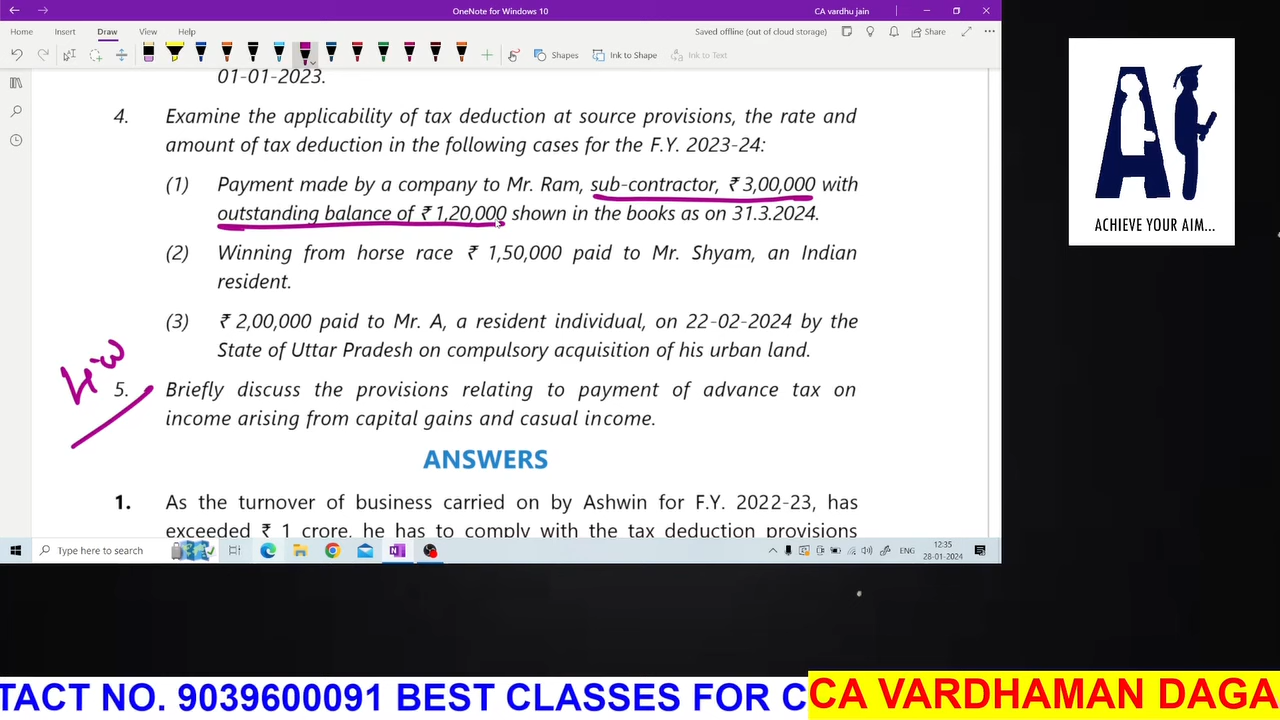 OneNote for Windows 10
CA vardhu jain
Home Insert Draw View Help
Saved offline (out of cloud storage)
Share
Shapes
Ink to Shape
Ink to Text
01-01-2023.
4. Examine the applicability of tax deduction at source provisions, the rate and
amount of tax deduction in the following cases for the F.Y. 2023-24:
(1) Payment made by a company to Mr. Ram, sub-contractor, ₹ 3,00,000 with
outstanding balance of ₹ 1,20,000 shown in the books as on 31.3.2024.
(2) Winning from horse race ₹ 1,50,000 paid to Mr. Shyam, an Indian
resident.
(3) ₹ 2,00,000 paid to Mr. A, a resident individual, on 22-02-2024 by the
State of Uttar Pradesh on compulsory acquisition of his urban land.
5. Briefly discuss the provisions relating to payment of advance tax on
income arising from capital gains and casual income.
ANSWERS
1. As the turnover of business carried on by Ashwin for F.Y. 2022-23, has
exceeded ₹ 1 crore, he has to comply with the tax deduction provisions
Type here to search
ENG
12:35
28-01-2024
ACHIEVE YOUR AIM...
TACT NO. 9039600091 BEST CLASSES FOR C
CA VARDHAMAN DAGA